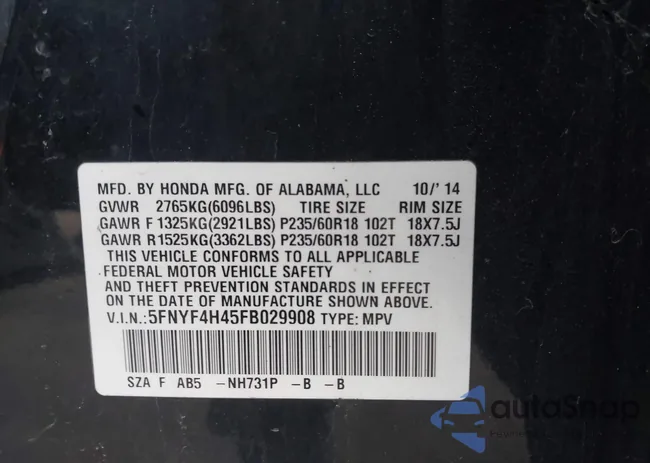 MFD. BY HONDA MFG. OF ALABAMA, LLC 10/'14
GVWR 2765KG(6096LBS) TIRE SIZE RIM SIZE
GAWR F 1325KG(2921LBS) P235/60R18 102T 18X7.5J
GAWR R1525KG(3362LBS) P235/60R18 102T 18X7.5J
THIS VEHICLE CONFORMS TO ALL APPLICABLE
FEDERAL MOTOR VEHICLE SAFETY
AND THEFT PREVENTION STANDARDS IN EFFECT
ON THE DATE OF MANUFACTURE SHOWN ABOVE.
V.I.N.: 5FNYF4H45FB029908 TYPE: MPV
SZA F AB5 -NH731P -B -B
autoSnap